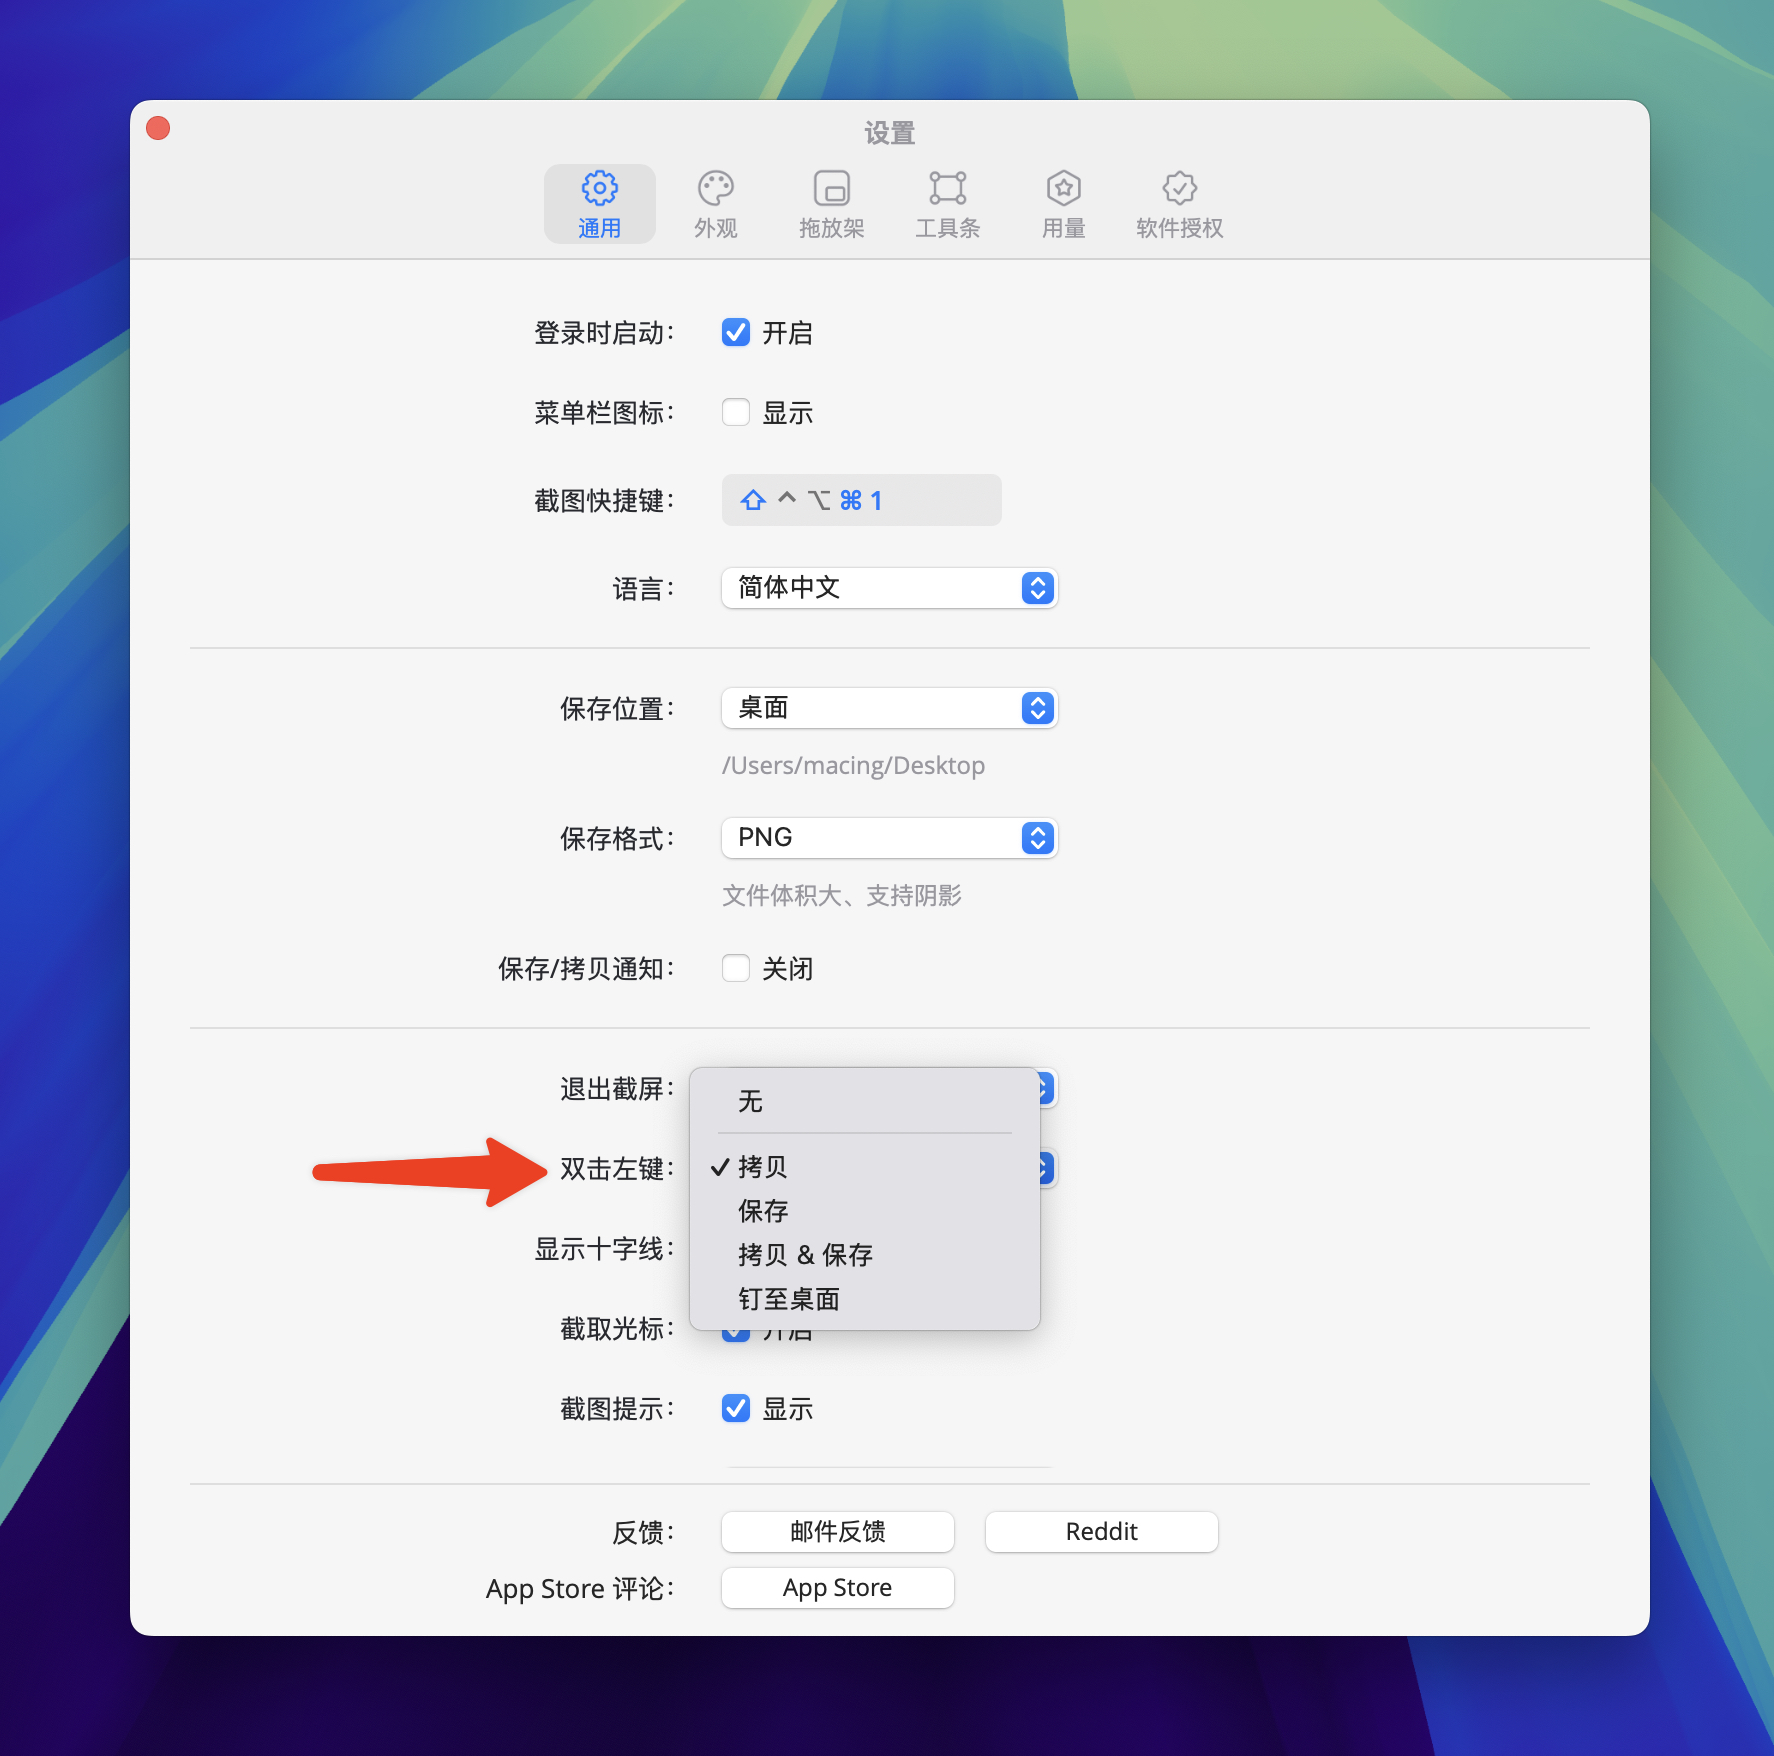 设置
通用 外观 拖放架 工具条 用量 软件授权
登录时启动： 开启
菜单栏图标： 显示
截图快捷键： ⇧ ^ ⌥ ⌘ 1
语言： 简体中文
保存位置： 桌面
/Users/macing/Desktop
保存格式： PNG
文件体积大、支持阴影
保存/拷贝通知： 关闭
退出截屏：
无
双击左键： ✓ 拷贝
保存
显示十字线： 拷贝 & 保存
钉至桌面
截取光标： 开启
截图提示： 显示
反馈： 邮件反馈 Reddit
App Store 评论： App Store